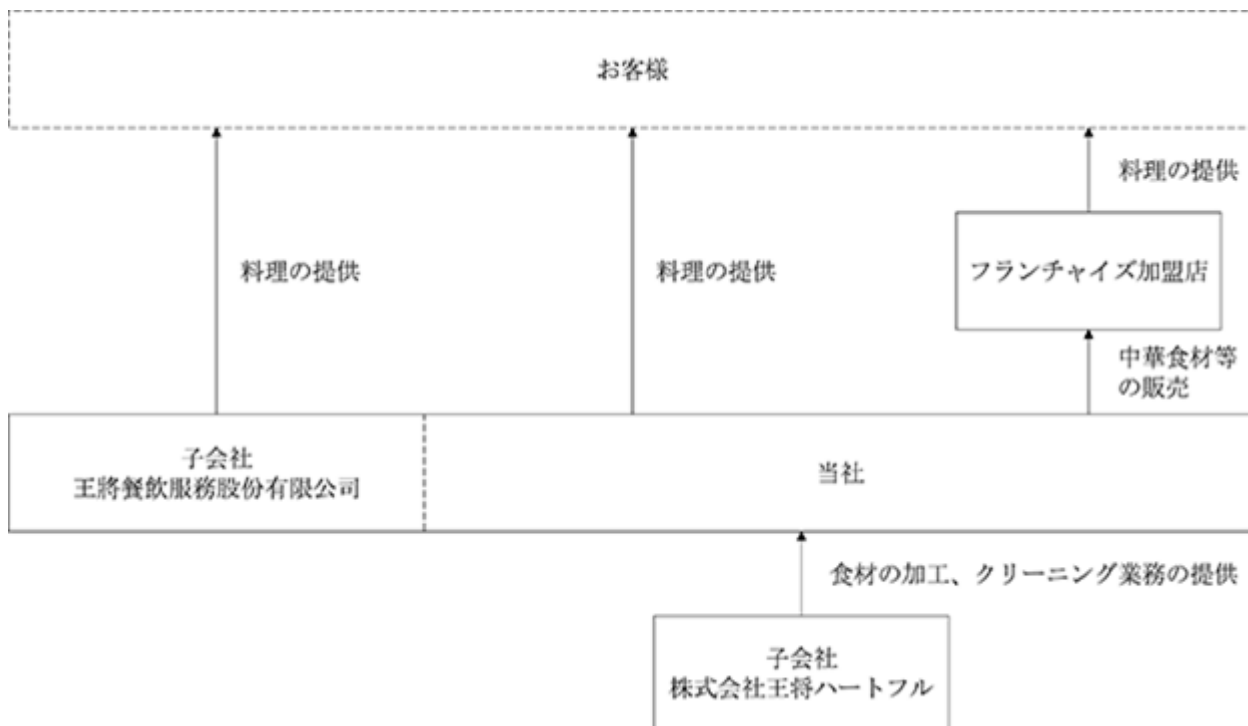 お客様
料理の提供
料理の提供
料理の提供
フランチャイズ加盟店
中華食材等
の販売
子会社
王將餐飲服務股份有限公司
当社
食材の加工、クリーニング業務の提供
子会社
株式会社王将ハートフル